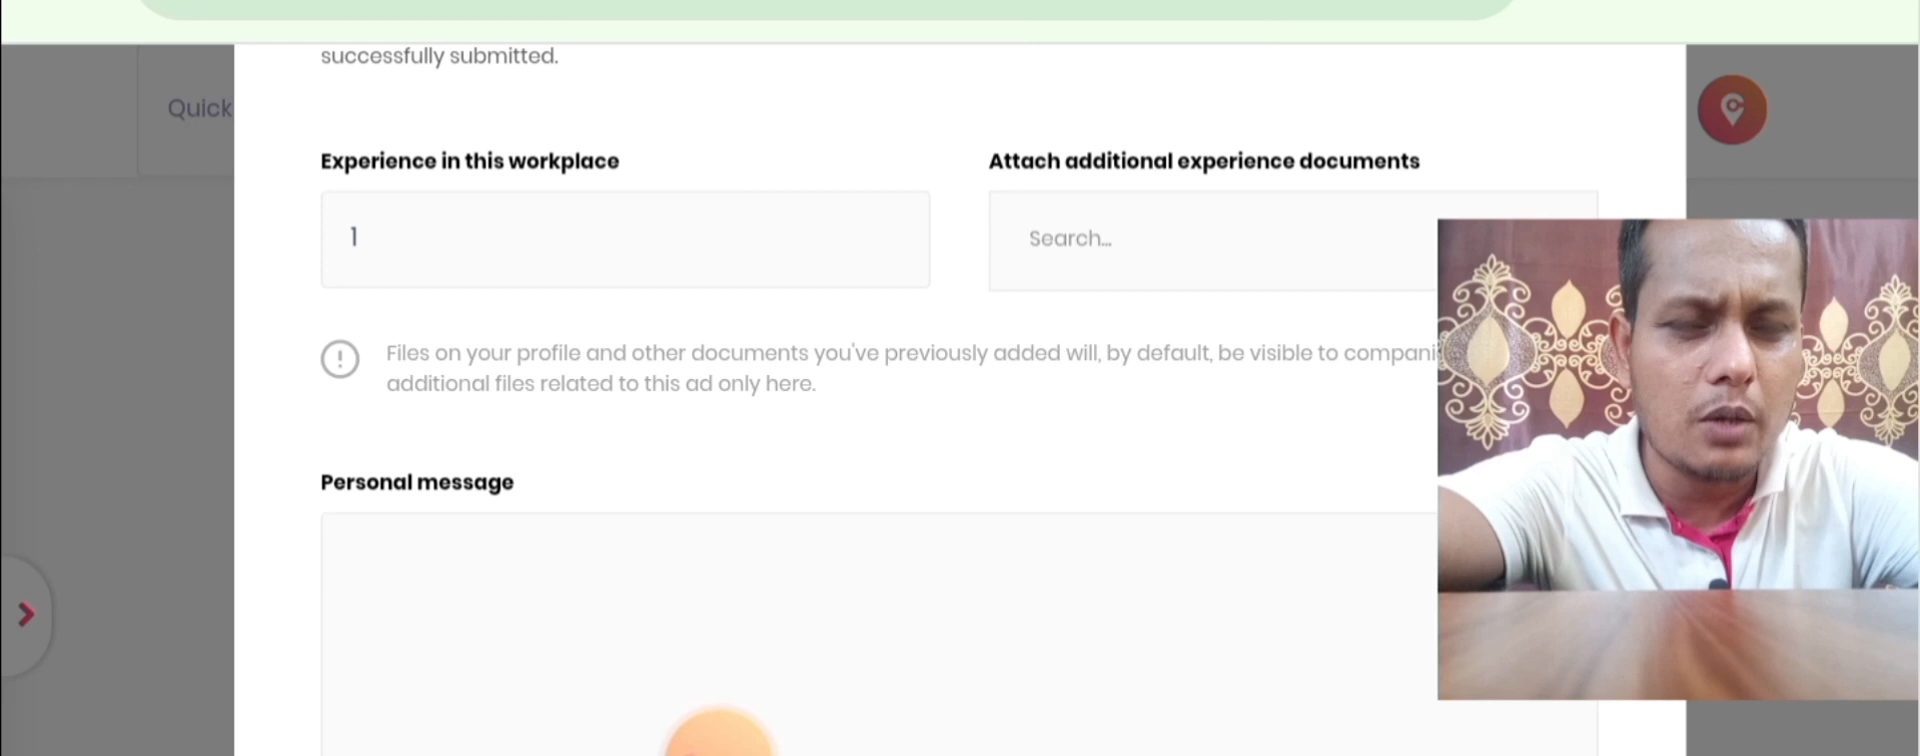 successfully submitted.
Quick
Experience in this workplace
Attach additional experience documents
1
Search...
Files on your profile and other documents you've previously added will, by default, be visible to
additional files related to this ad only here.
Personal message